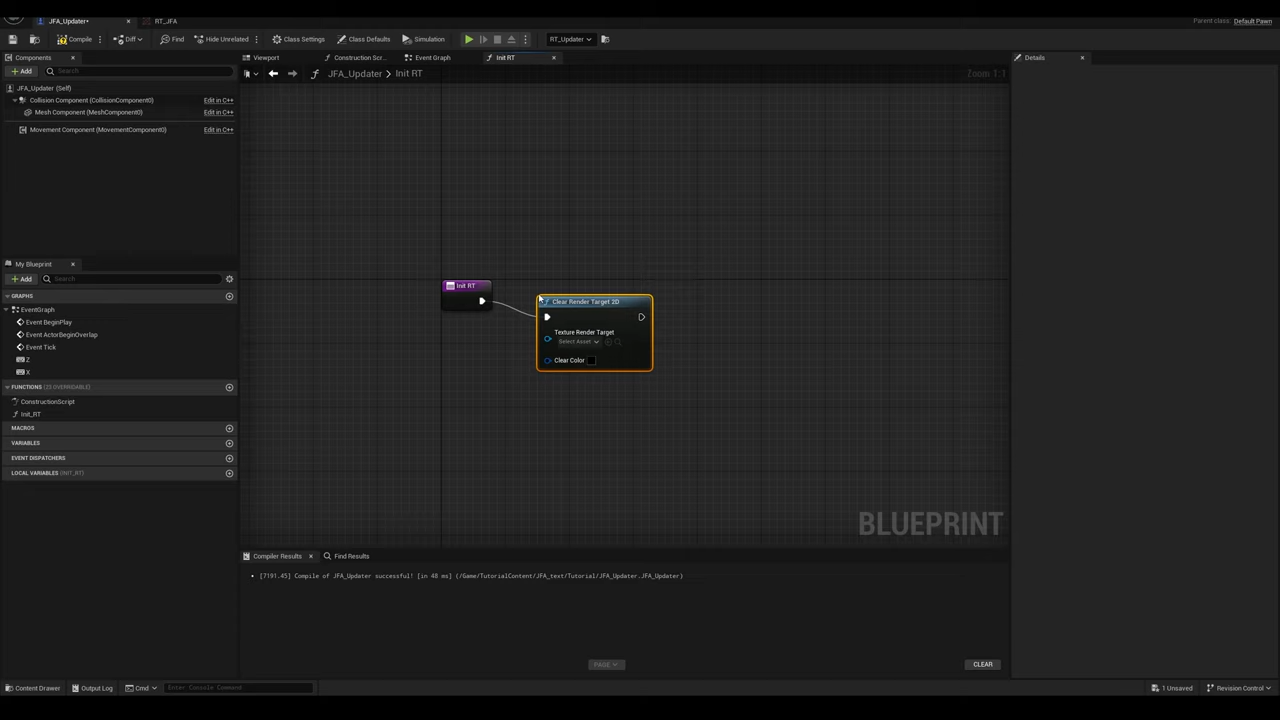 JFA_Updater•
RT_JFA
Parent class: Default Pawn
Compile
Diff
Find
Hide Unrelated
Class Settings
Class Defaults
Simulation
RT_Updater
Components
Viewport
Construction Scr...
Event Graph
Init RT
Details
Add
Search
JFA_Updater > Init RT
Zoom 1:1
JFA_Updater (Self)
Collision Component (CollisionComponent0)
Edit in C++
Mesh Component (MeshComponent0)
Edit in C++
Movement Component (MovementComponent0)
Edit in C++
My Blueprint
Add
Search
GRAPHS
EventGraph
Event BeginPlay
Event ActorBeginOverlap
Event Tick
Z
X
FUNCTIONS (23 OVERRIDABLE)
ConstructionScript
Init_RT
MACROS
VARIABLES
EVENT DISPATCHERS
LOCAL VARIABLES (INIT_RT)
Init RT
Clear Render Target 2D
Texture Render Target
Select Asset
Clear Color
BLUEPRINT
Compiler Results
Find Results
[7191.45] Compile of JFA_Updater successful! [in 48 ms] (/Game/TutorialContent/JFA_text/Tutorial/JFA_Updater.JFA_Updater)
PAGE
CLEAR
Content Drawer
Output Log
Cmd
Enter Console Command
1 Unsaved
Revision Control